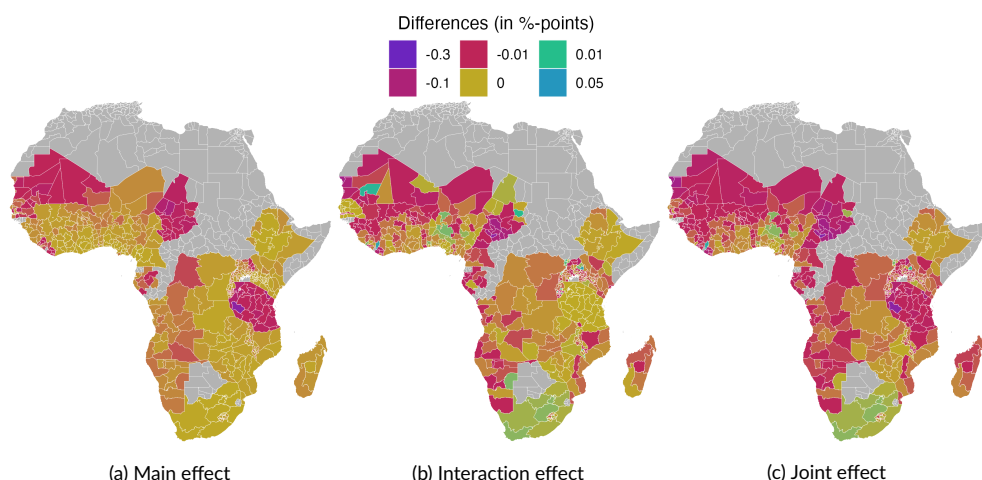 Differences (in %-points)
-0.3 -0.01 0.01
-0.1 0 0.05
(a) Main effect (b) Interaction effect (c) Joint effect